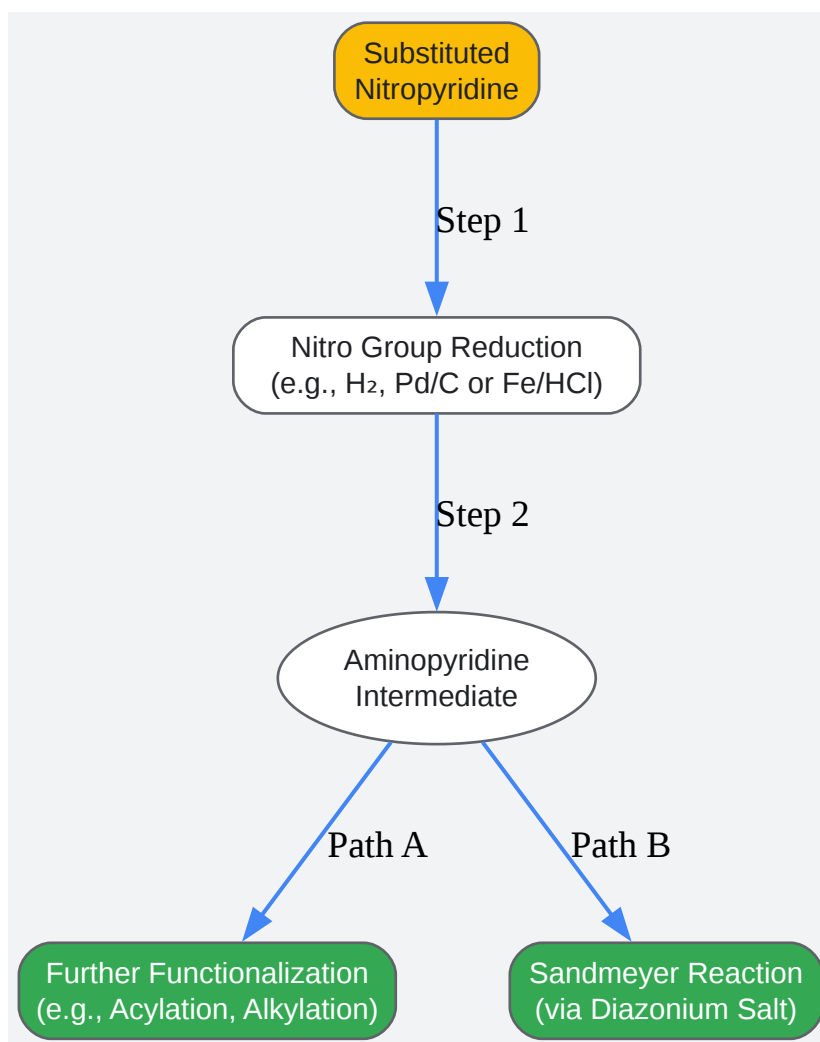 Substituted
Nitropyridine
Step 1
Nitro Group Reduction
(e.g., H₂, Pd/C or Fe/HCl)
Step 2
Aminopyridine
Intermediate
Path A
Path B
Further Functionalization
(e.g., Acylation, Alkylation)
Sandmeyer Reaction
(via Diazonium Salt)